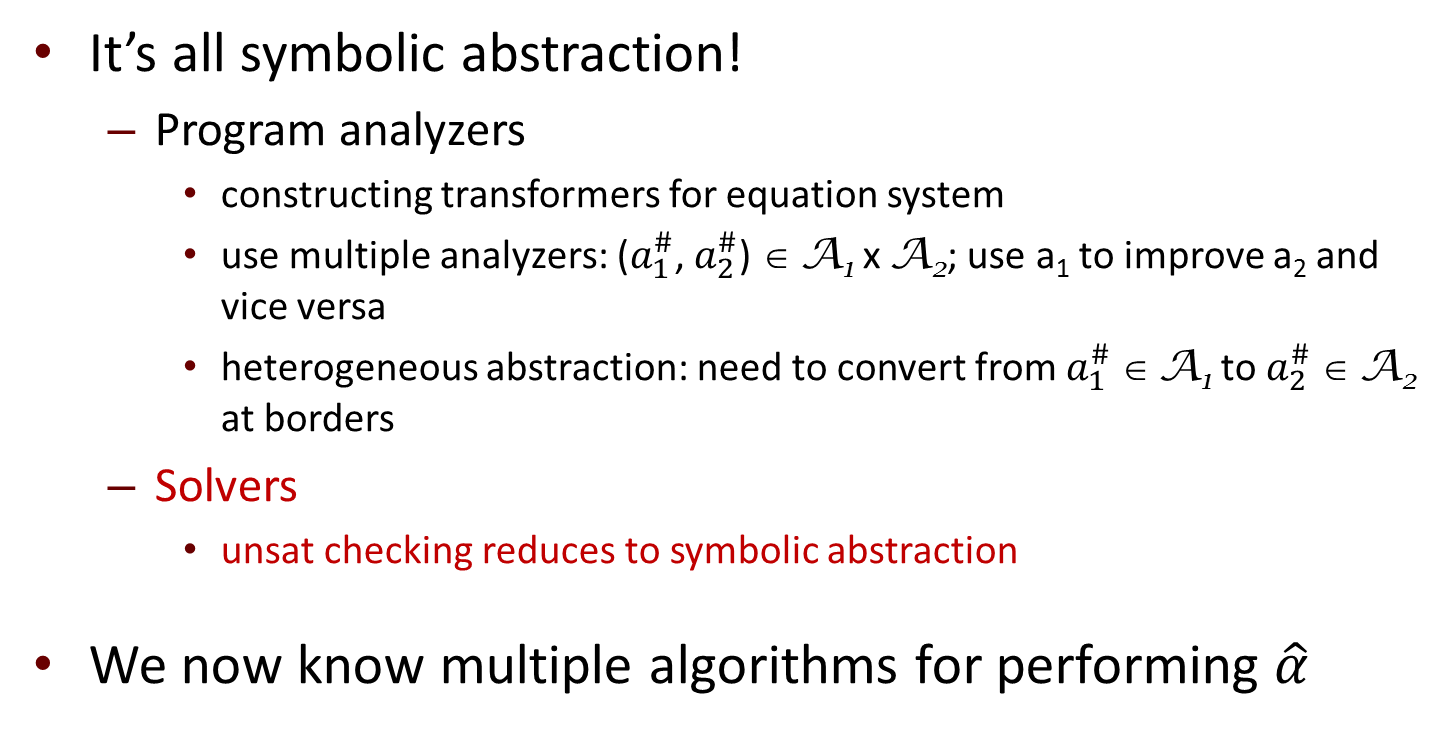 • It's all symbolic abstraction!
– Program analyzers
• constructing transformers for equation system
• use multiple analyzers: (𝑎₁^#, 𝑎₂^#) ∈ 𝒜₁ x 𝒜₂; use a₁ to improve a₂ and
vice versa
• heterogeneous abstraction: need to convert from 𝑎₁^# ∈ 𝒜₁ to 𝑎₂^# ∈ 𝒜₂
at borders
– Solvers
• unsat checking reduces to symbolic abstraction
• We now know multiple algorithms for performing α̂